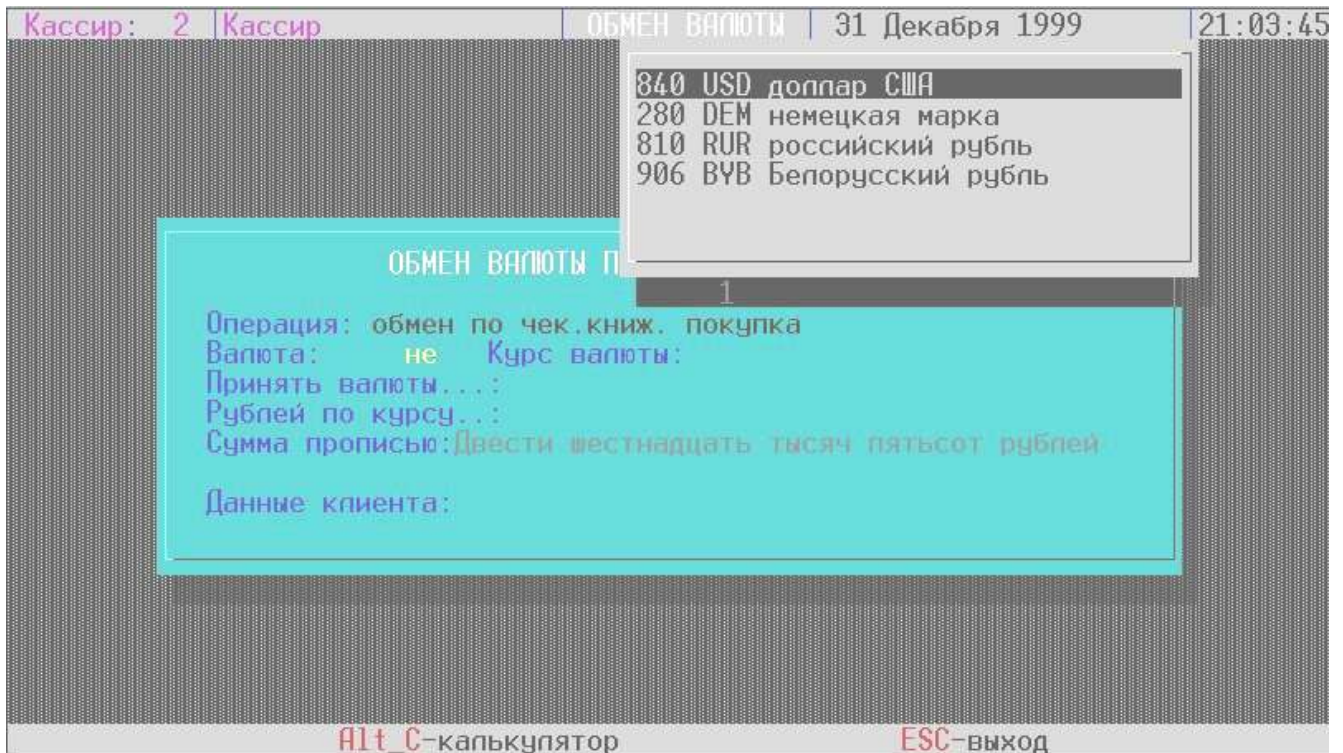 Кассир: 2 Кассир ОБМЕН ВАЛЮТЫ 31 Декабря 1999 21:03:45
840 USD доллар США
280 DEM немецкая марка
810 RUR российский рубль
906 BYB Белорусский рубль
ОБМЕН ВАЛЮТЫ П
1
Операция: обмен по чек.книж. покупка
Валюта: не Курс валюты:
Принять валюты...:
Рублей по курсу..:
Сумма прописью:Двести шестнадцать тысяч пятьсот рублей
Данные клиента:
Alt_C-калькулятор ESC-выход